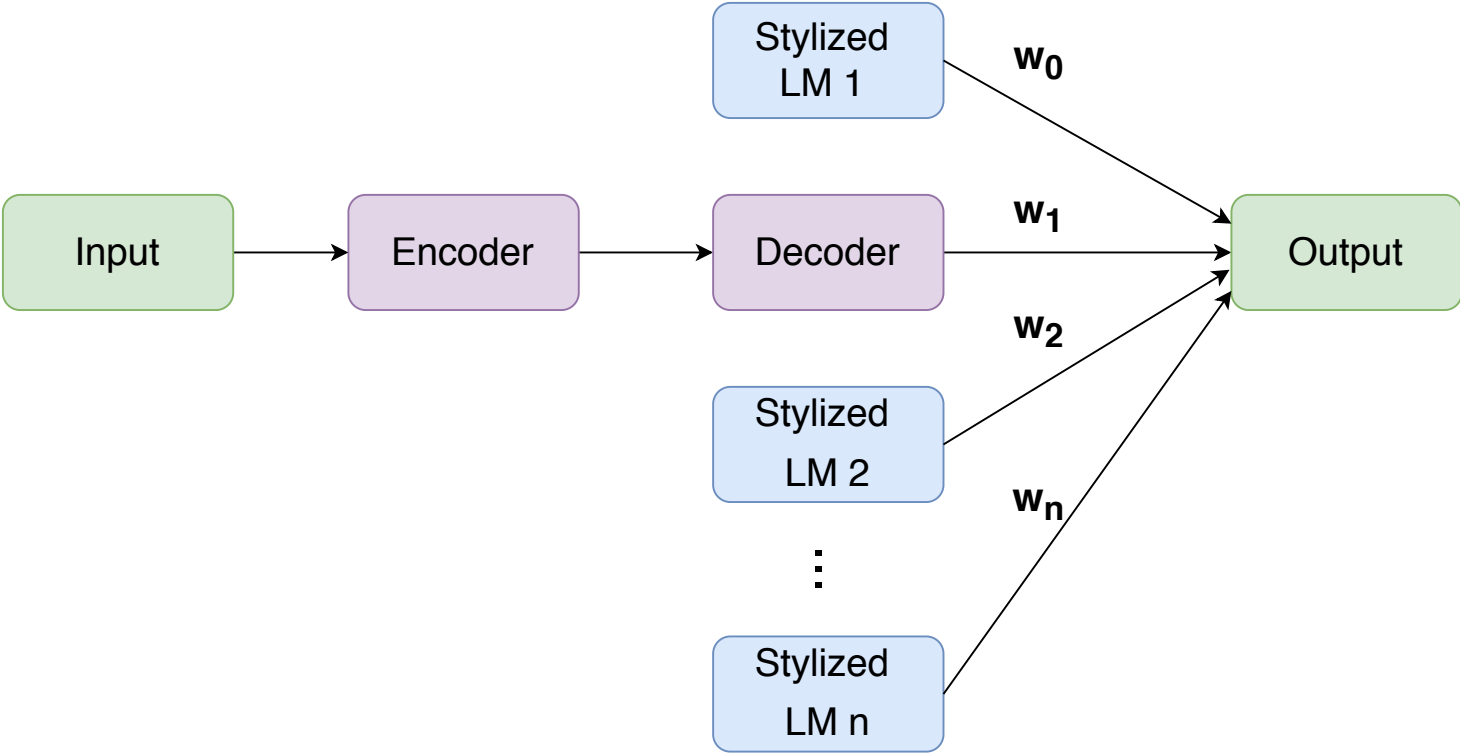 Stylized
LM 1
w0
Input
Encoder
Decoder
w1
Output
w2
Stylized
LM 2
wn
⋮
Stylized
LM n